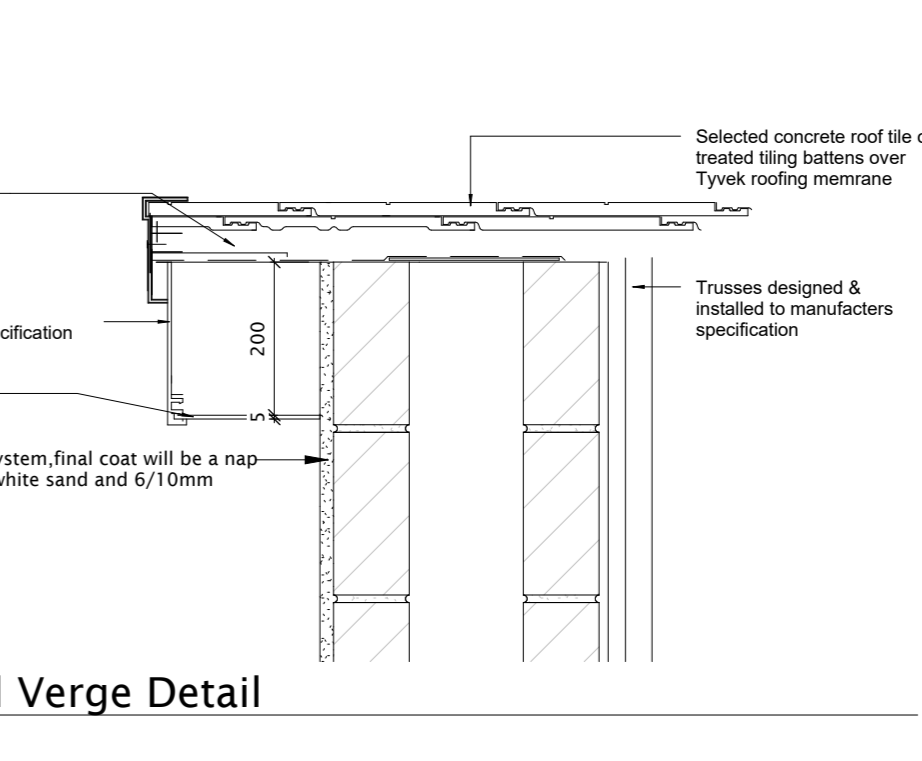 Selected concrete roof tile
treated tiling battens over
Tyvek roofing memrane
Trusses designed &
installed to manufacters
specification
cification
200
5
ystem,final coat will be a nap
white sand and 6/10mm
Verge Detail